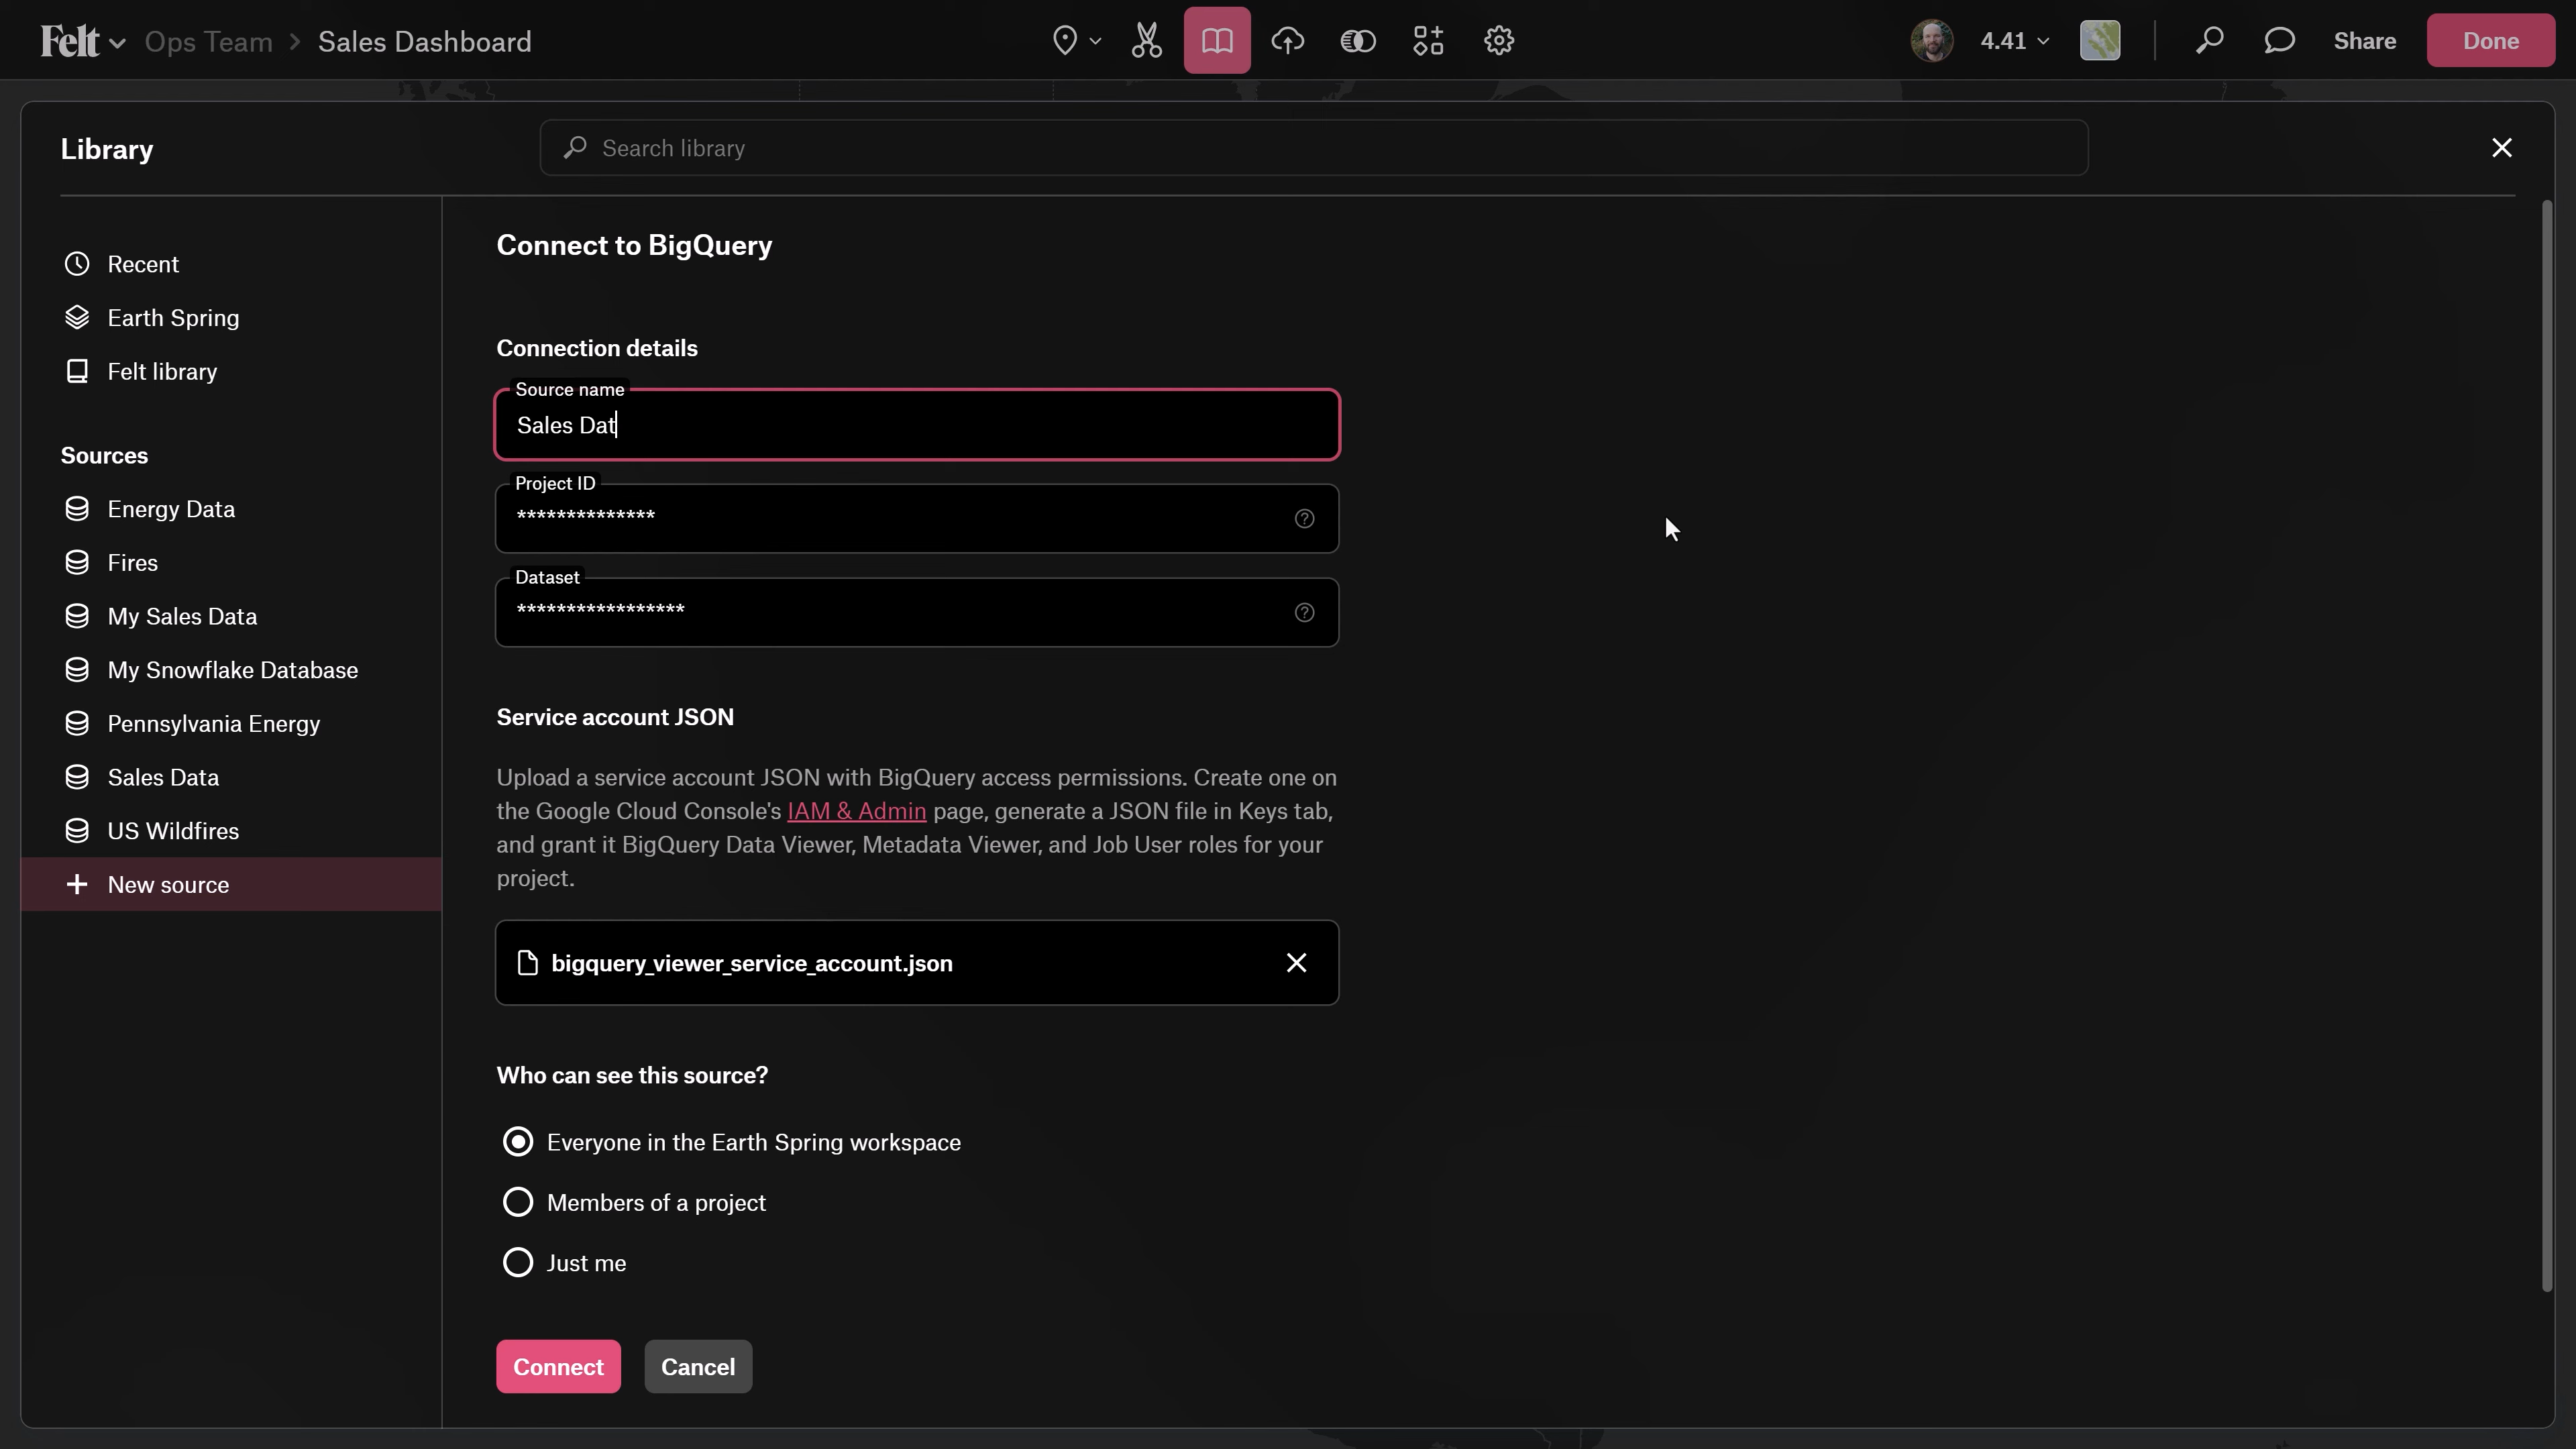 Felt Ops Team > Sales Dashboard 4.41 Share Done
Library
Search library
Recent
Earth Spring
Felt library
Sources
Energy Data
Fires
My Sales Data
My Snowflake Database
Pennsylvania Energy
Sales Data
US Wildfires
New source
Connect to BigQuery
Connection details
Source name
Sales Dat
Project ID
**************
Dataset
*****************
Service account JSON
Upload a service account JSON with BigQuery access permissions. Create one on
the Google Cloud Console's IAM & Admin page, generate a JSON file in Keys tab,
and grant it BigQuery Data Viewer, Metadata Viewer, and Job User roles for your
project.
bigquery_viewer_service_account.json
Who can see this source?
Everyone in the Earth Spring workspace
Members of a project
Just me
Connect Cancel